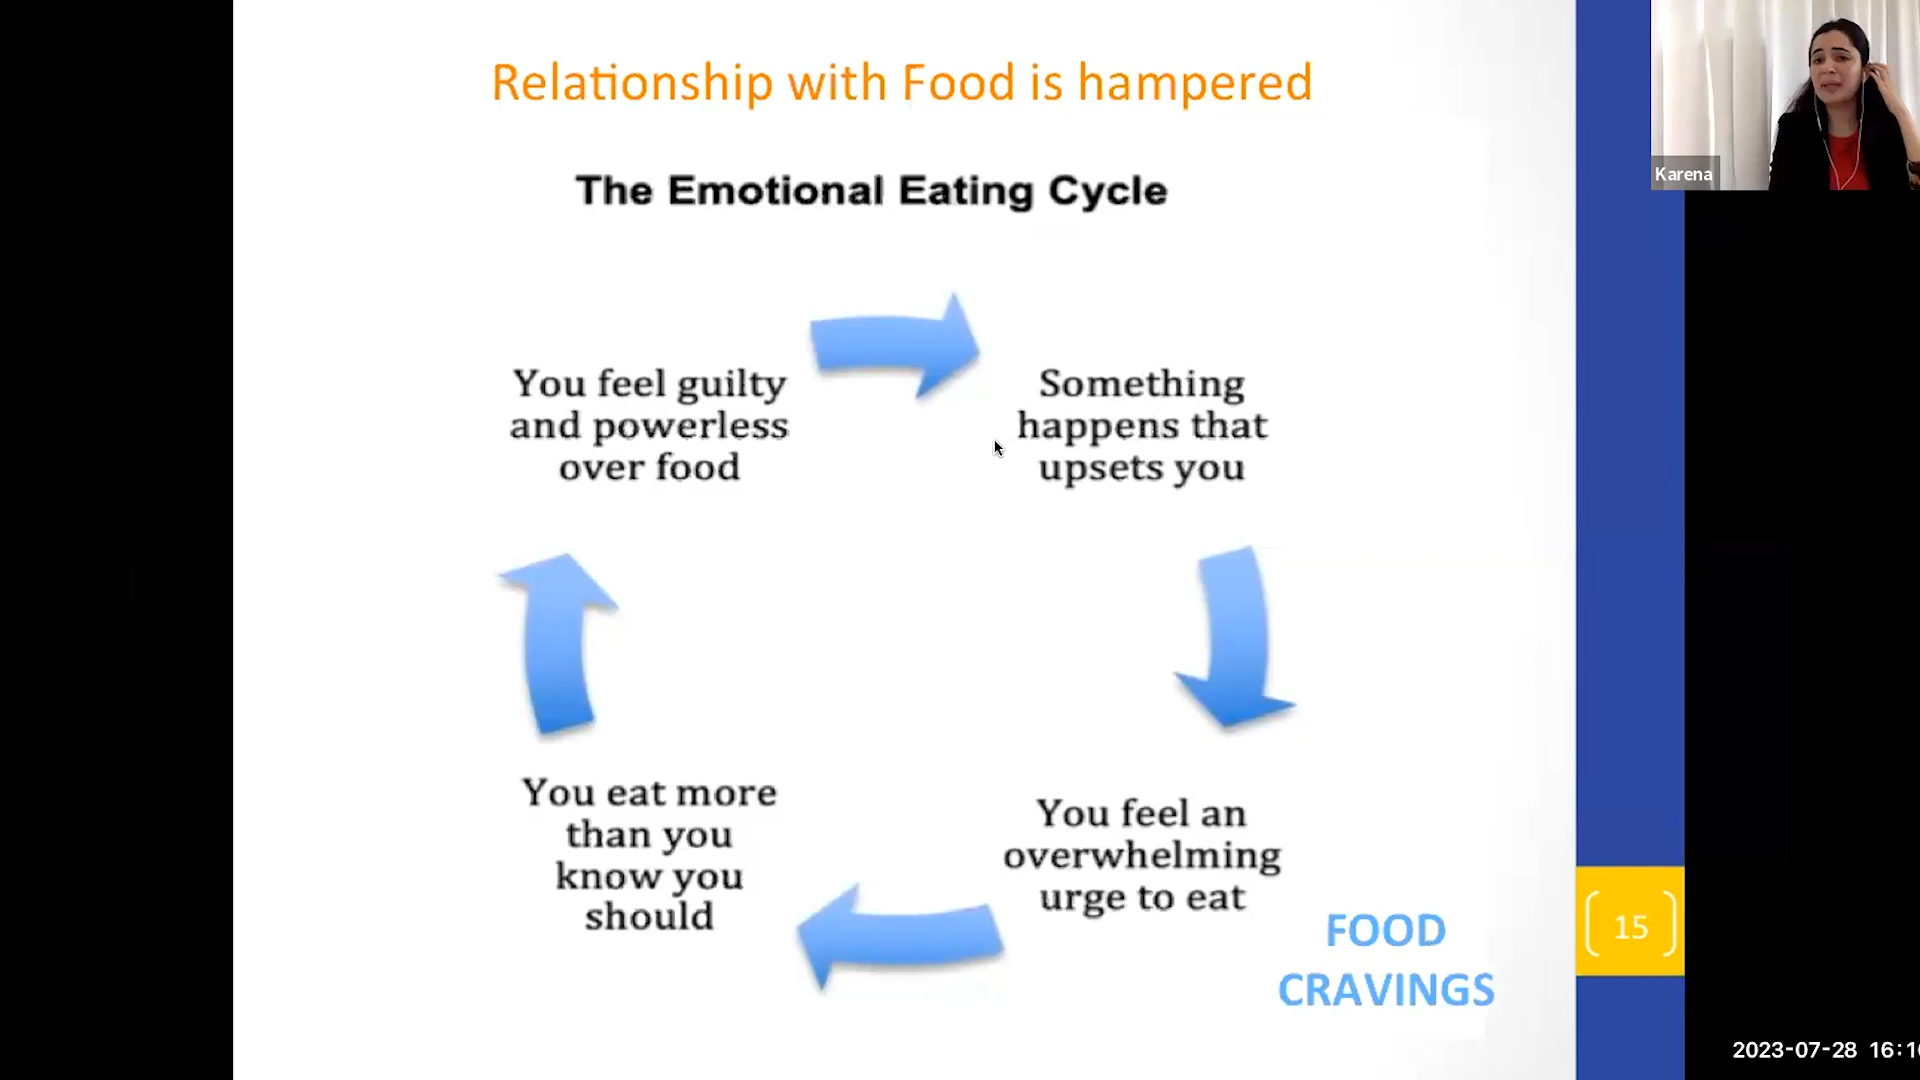 Relationship with Food is hampered
Karena
The Emotional Eating Cycle
You feel guilty
and powerless
over food
Something
happens that
upsets you
You feel an
overwhelming
urge to eat
You eat more
than you
know you
should
FOOD
CRAVINGS
15
2023-07-28 16:1